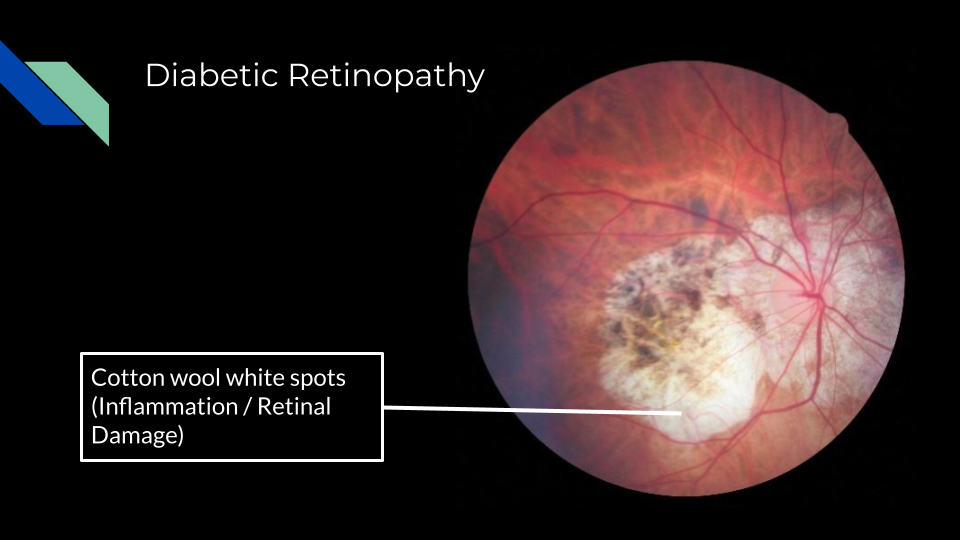 Diabetic Retinopathy
Cotton wool white spots
(Inflammation / Retinal
Damage)